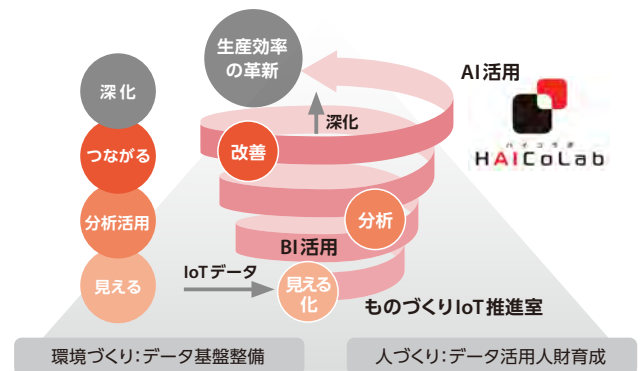 生産効率
の革新
AI活用
深化
つながる
分析活用
見える
深化
改善
ハイコラボ
HAICoLab
分析
BI活用
IoTデータ
見える
化
ものづくりIoT推進室
環境づくり：データ基盤整備
人づくり：データ活用人財育成